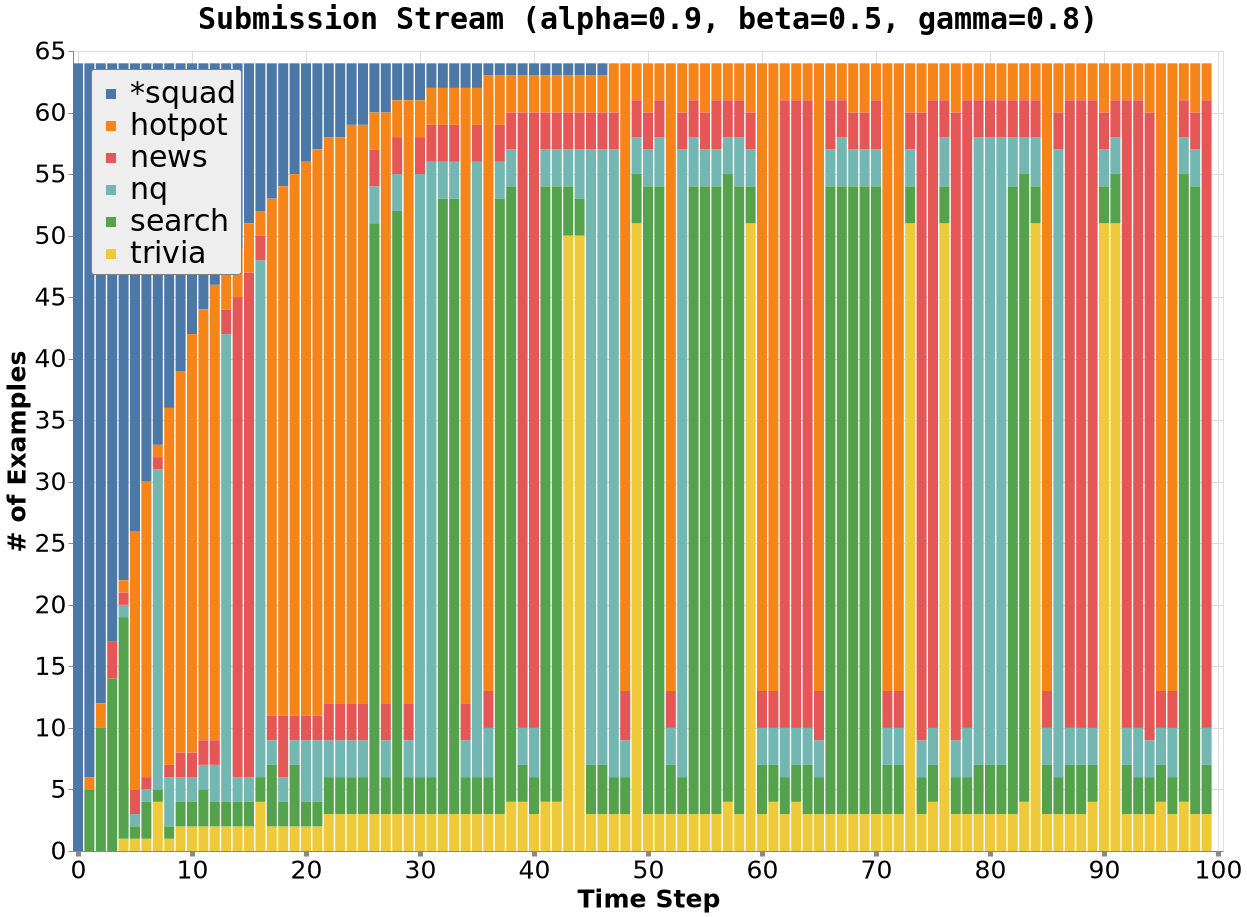 Submission Stream (alpha=0.9, beta=0.5, gamma=0.8)
65
60
55
50
45
40
35
30
25
20
15
10
5
0
# of Examples
*squad
hotpot
news
nq
search
trivia
0 10 20 30 40 50 60 70 80 90 100
Time Step